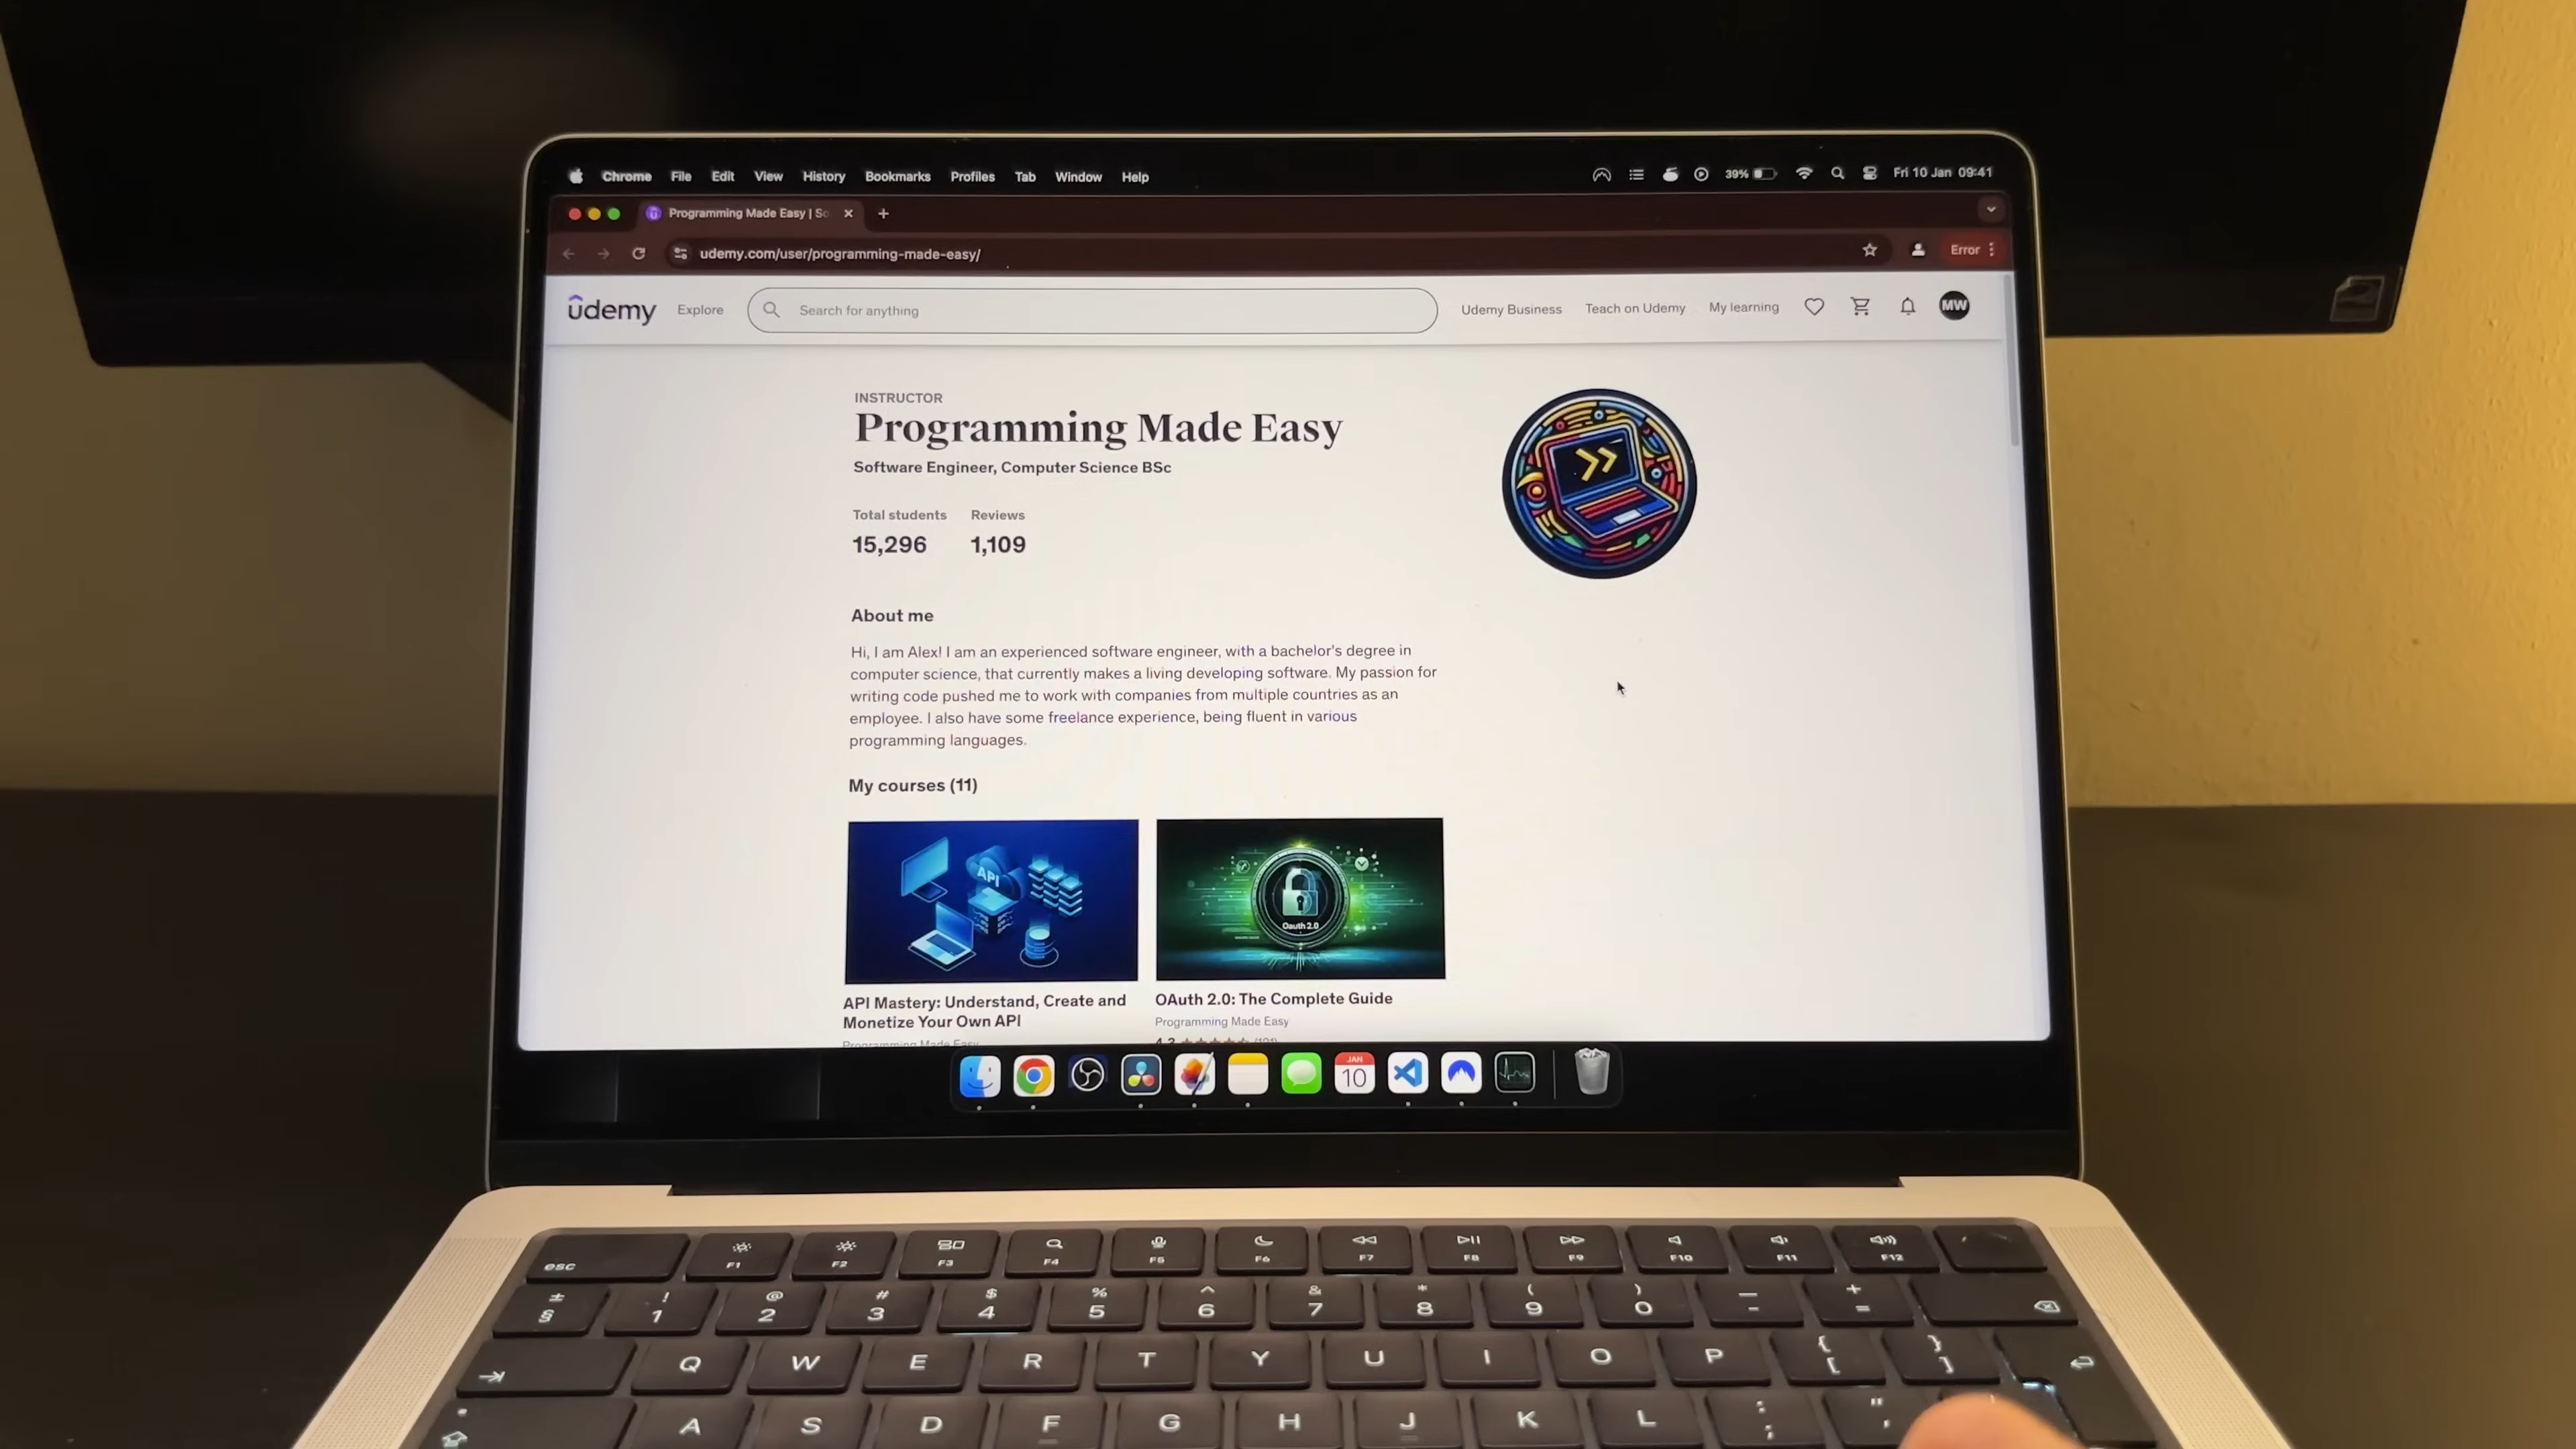 Chrome File Edit View History Bookmarks Profiles Tab Window Help 39% Fri 10 Jan 09:41
Programming Made Easy | So
udemy.com/user/programming-made-easy/ Error
ûdemy Explore Search for anything Udemy Business Teach on Udemy My learning MW
INSTRUCTOR
Programming Made Easy
Software Engineer, Computer Science BSc
Total students Reviews
15,296 1,109
About me
Hi, I am Alex! I am an experienced software engineer, with a bachelor's degree in
computer science, that currently makes a living developing software. My passion for
writing code pushed me to work with companies from multiple countries as an
employee. I also have some freelance experience, being fluent in various
programming languages.
My courses (11)
API
Oauth 2.0
API Mastery: Understand, Create and
Monetize Your Own API
Programming Made Easy
OAuth 2.0: The Complete Guide
Programming Made Easy
JAN
10
esc F1 F2 F3 F4 F5 F6 F7 F8 F9 F10 F11 F12
± ! @ # $ % ^ & * ( ) — +
§ 1 2 3 4 5 6 7 8 9 0 - =
Q W E R T Y U I O P { [ } ]
A S D F G H J K L : ; " '